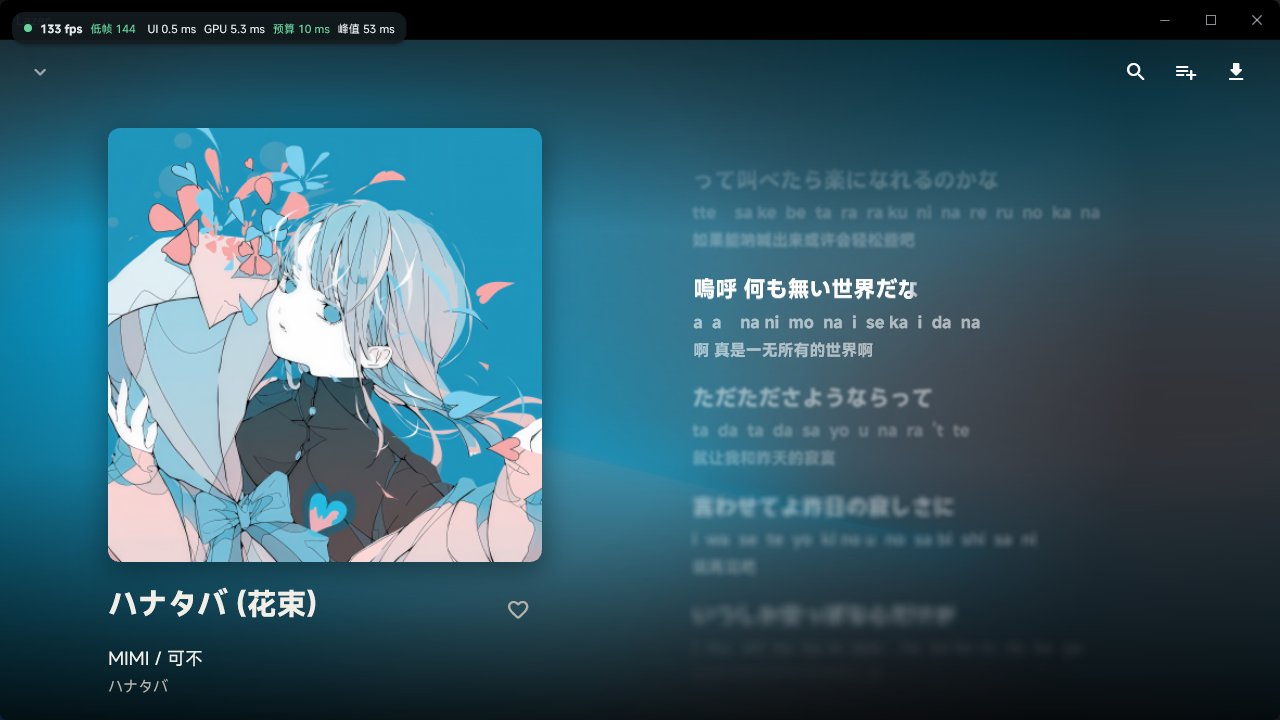 133 fps 低帧 144 UI 0.5 ms GPU 5.3 ms 预算 10 ms 峰值 53 ms
って叫べたら楽になれるのかな
tte sa ke be ta ra ra ku ni na re ru no ka na
如果能呐喊出来或许会轻松些吧
嗚呼 何も無い世界だな
a a na ni mo na i se ka i da na
啊 真是一无所有的世界啊
ただたださようならって
ta da ta da sa yo u na ra 't te
就让我和昨天的寂寞
言わせてよ昨日の寂しさに
i wa se te yo ki no u no sa bi shi sa ni
说再见吧
ハナタバ (花束)
MIMI / 可不
ハナタバ